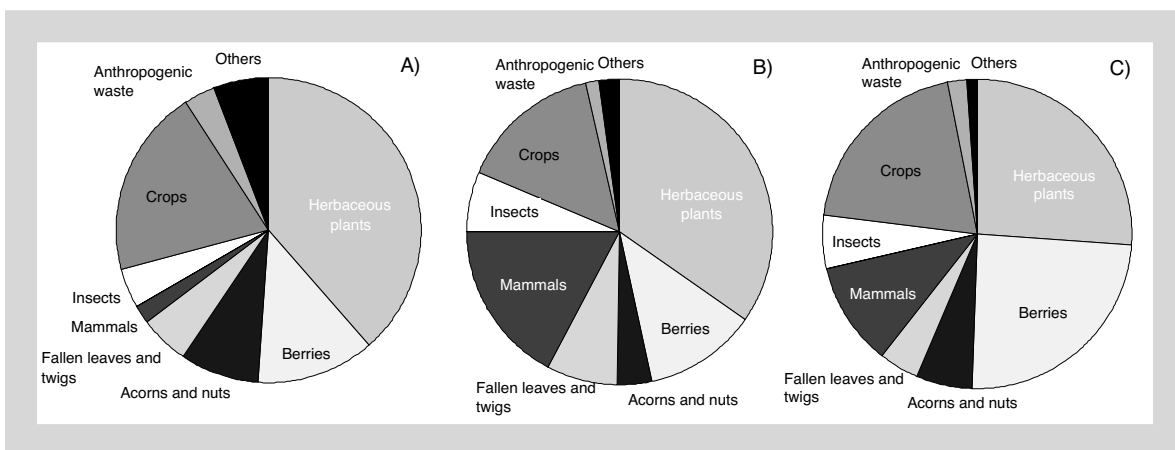 A)
Others
Anthropogenic
waste
Herbaceous
plants
Crops
Insects
Mammals
Fallen leaves and
twigs
Acorns and nuts
Berries
B)
Others
Anthropogenic
waste
Herbaceous
plants
Crops
Insects
Mammals
Fallen leaves and
twigs
Acorns and nuts
Berries
C)
Others
Anthropogenic
waste
Herbaceous
plants
Crops
Insects
Mammals
Fallen leaves and
twigs
Acorns and nuts
Berries